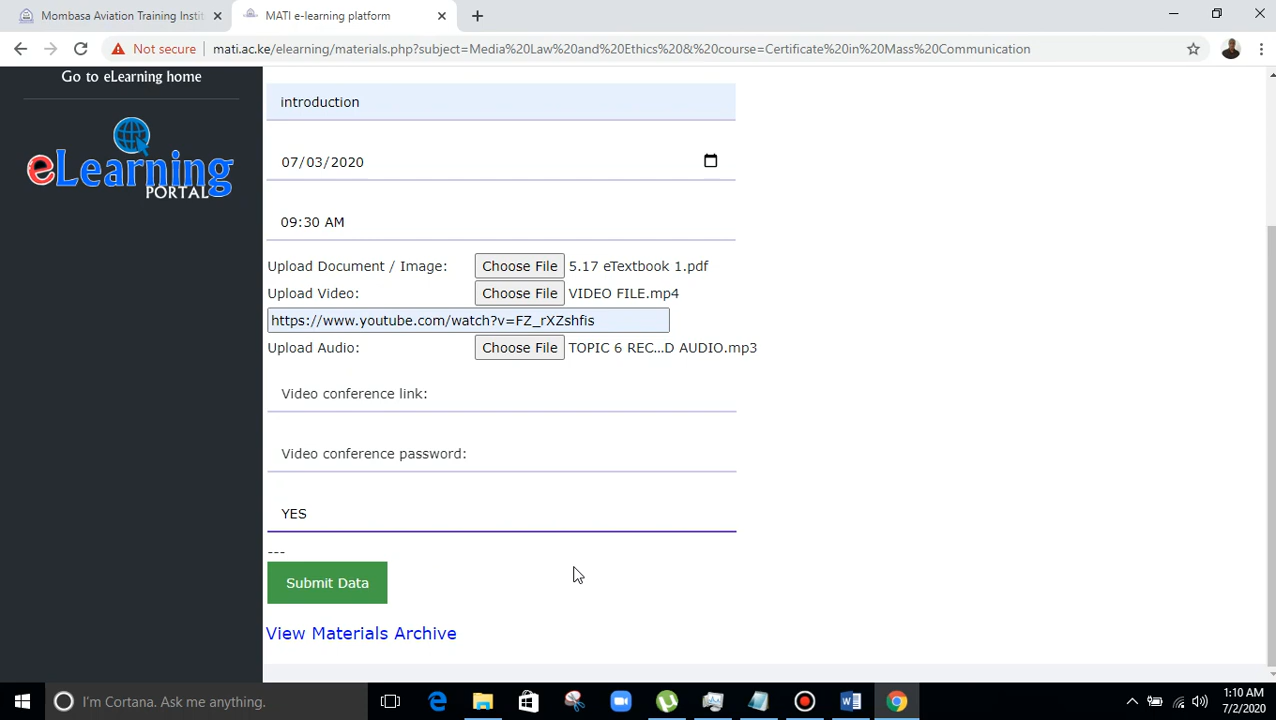 Mombasa Aviation Training Instit
MATI e-learning platform
Not secure
mati.ac.ke/elearning/materials.php?subject=Media%20Law%20and%20Ethics%20&%20course=Certificate%20in%20Mass%20Communication
Go to eLearning home
eLearning
PORTAL
introduction
07/03/2020
09:30 AM
Upload Document / Image: Choose File 5.17 eTextbook 1.pdf
Upload Video: Choose File VIDEO FILE.mp4
https://www.youtube.com/watch?v=FZ_rXZshfis
Upload Audio: Choose File TOPIC 6 REC...D AUDIO.mp3
Video conference link:
Video conference password:
YES
---
Submit Data
View Materials Archive
I'm Cortana. Ask me anything.
1:10 AM
7/2/2020